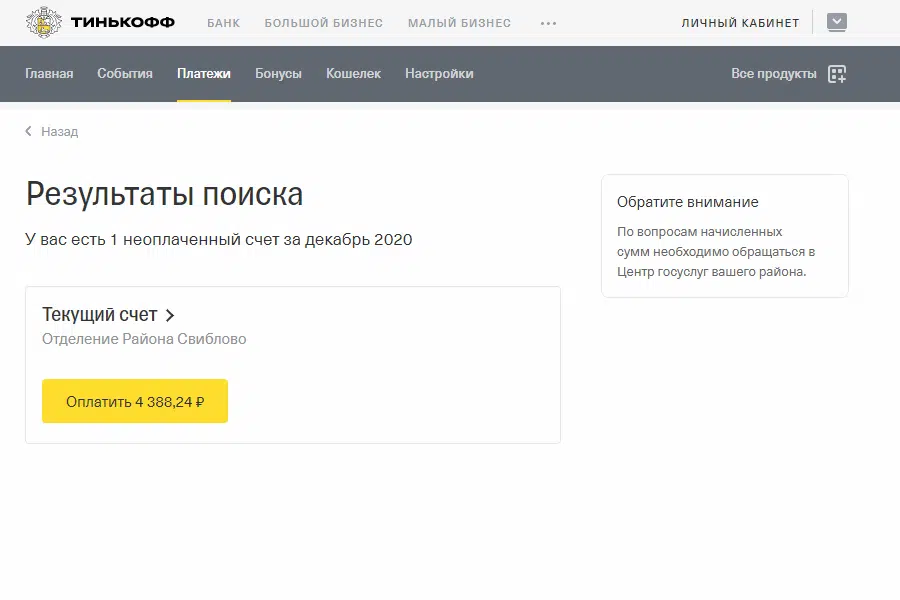 ТИНЬКОФФ БАНК БОЛЬШОЙ БИЗНЕС МАЛЫЙ БИЗНЕС ••• ЛИЧНЫЙ КАБИНЕТ
Главная События Платежи Бонусы Кошелек Настройки Все продукты
Назад
Результаты поиска
У вас есть 1 неоплаченный счет за декабрь 2020
Текущий счет
Отделение Района Свиблово
Оплатить 4 388,24 ₽
Обратите внимание
По вопросам начисленных
сумм необходимо обращаться в
Центр госуслуг вашего района.